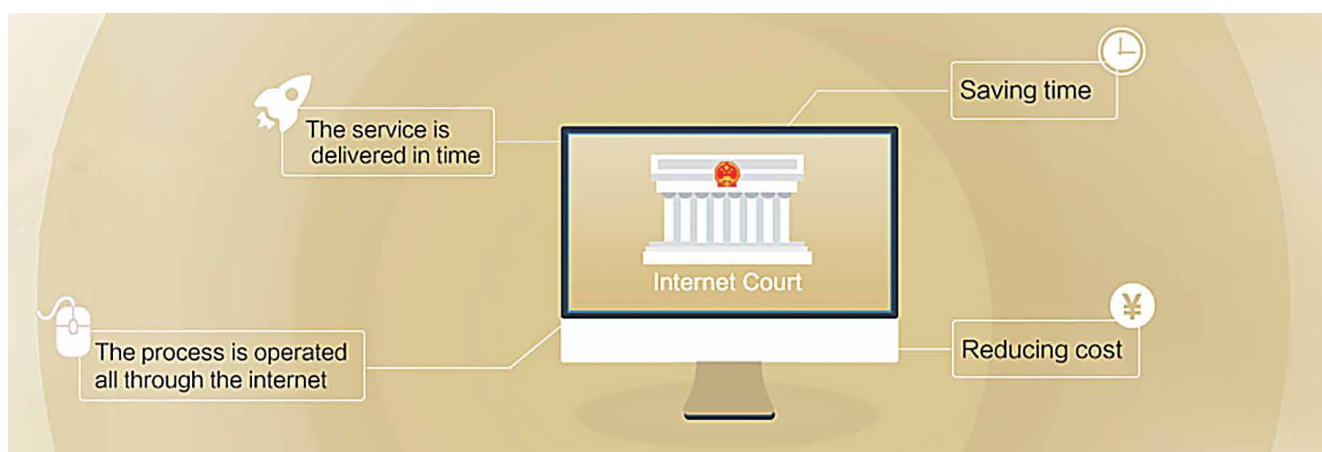 The service is
delivered in time
Saving time
Internet Court
The process is operated
all through the internet
¥
Reducing cost